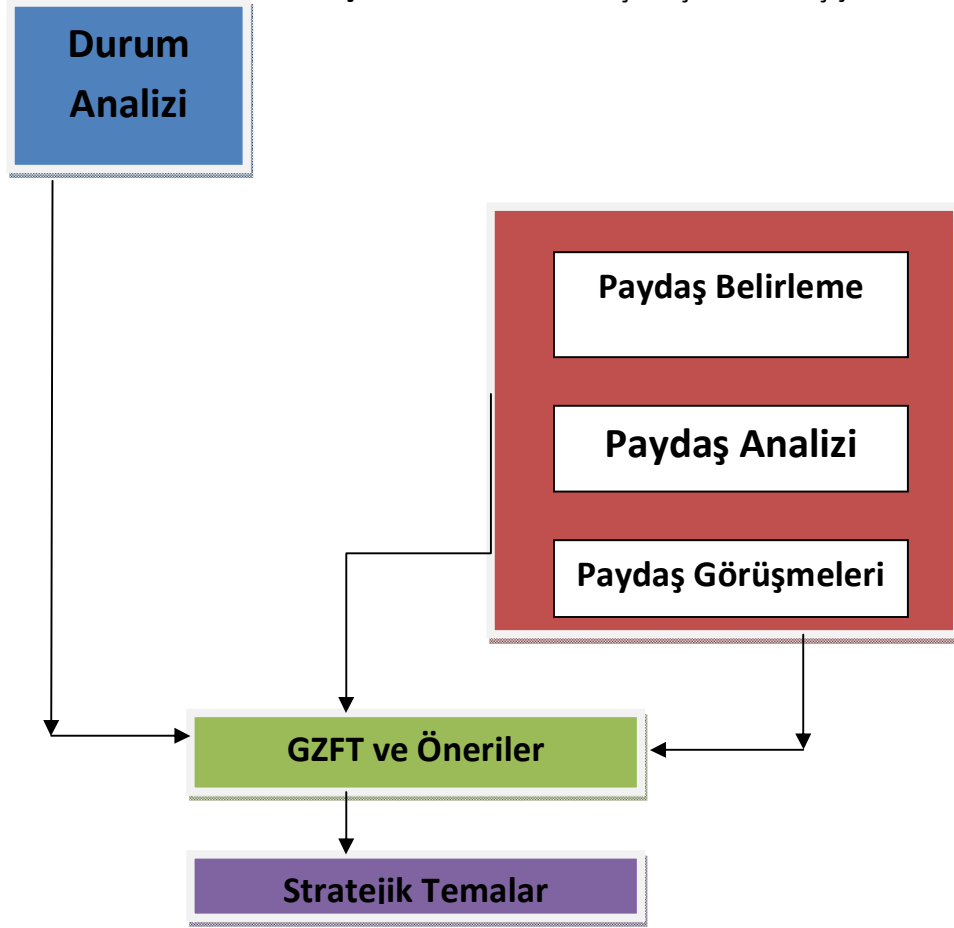 Durum
Analizi
Paydaş Belirleme
Paydaş Analizi
Paydaş Görüşmeleri
GZFT ve Öneriler
Stratejik Temalar